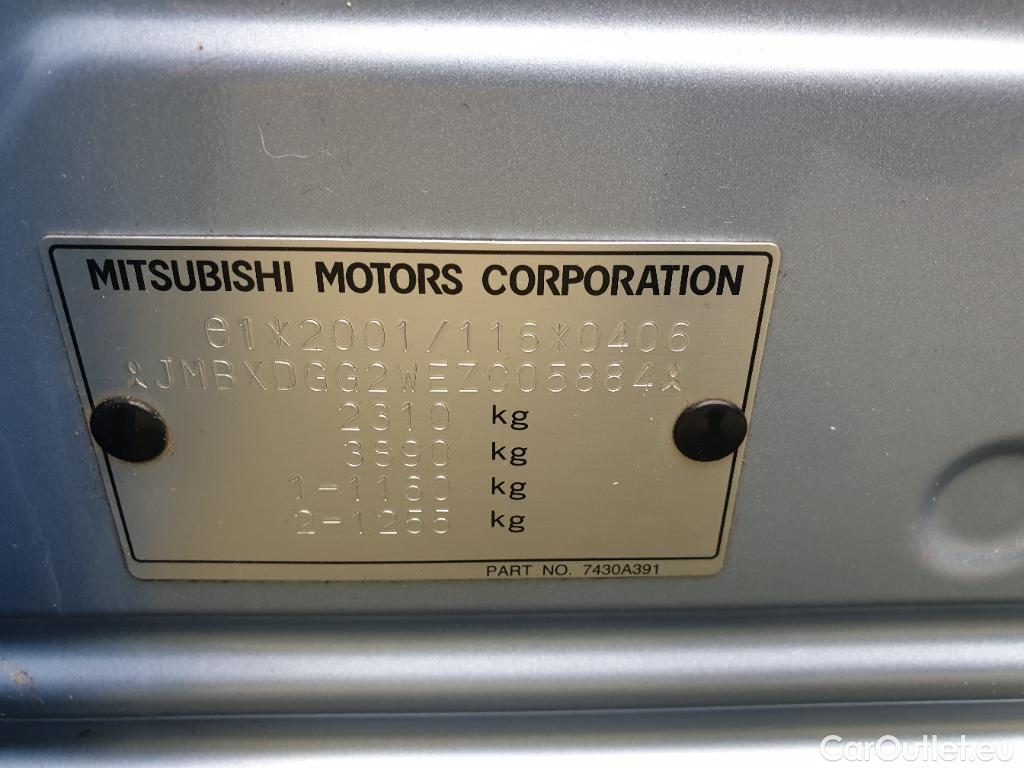 MITSUBISHI MOTORS CORPORATION
e1*2001/116*0406
*JMBXDGG2WEZC05884*
2310 kg
3890 kg
1-1160 kg
2-1255 kg
PART NO. 7430A391
CarOutlet.eu